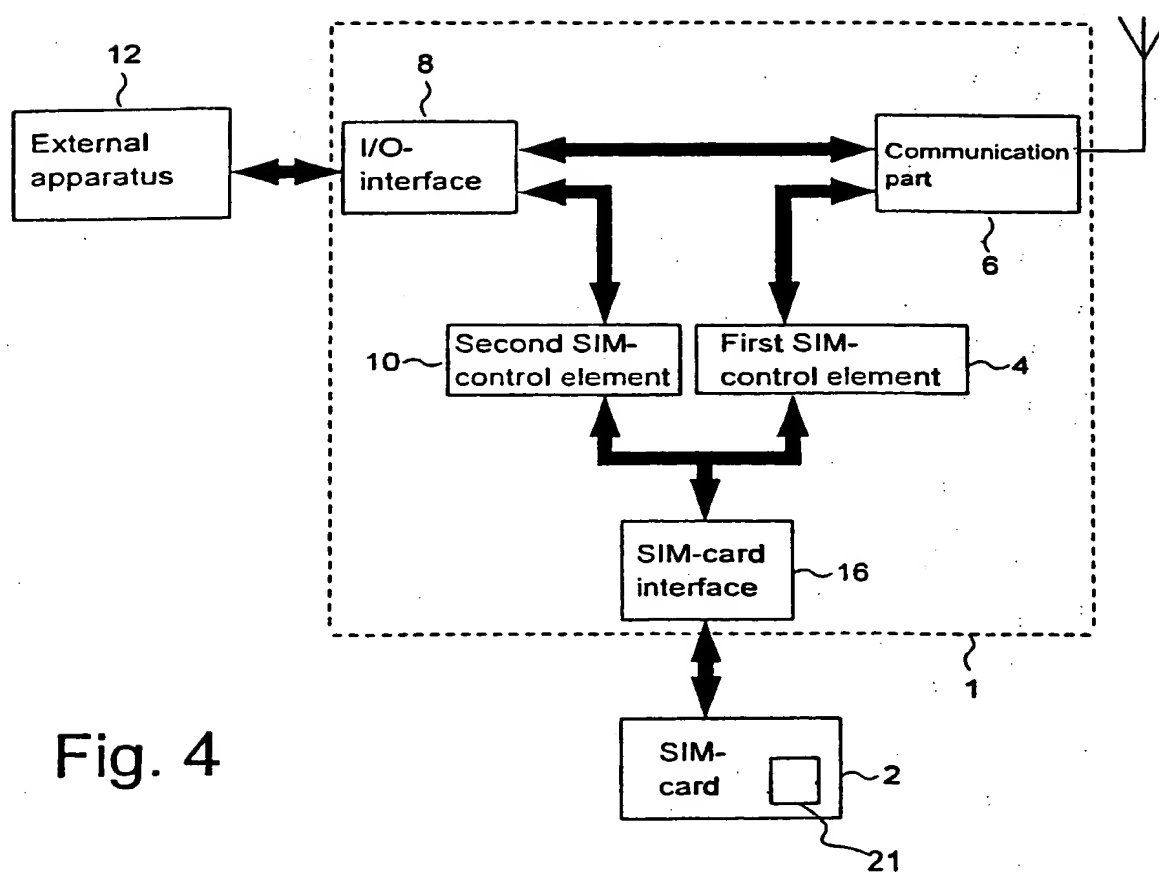 12
External
apparatus
8
I/O-
interface
Communication
part
6
10
Second SIM-
control element
First SIM-
control element
4
SIM-card
interface
16
1
SIM-
card
2
21
Fig. 4